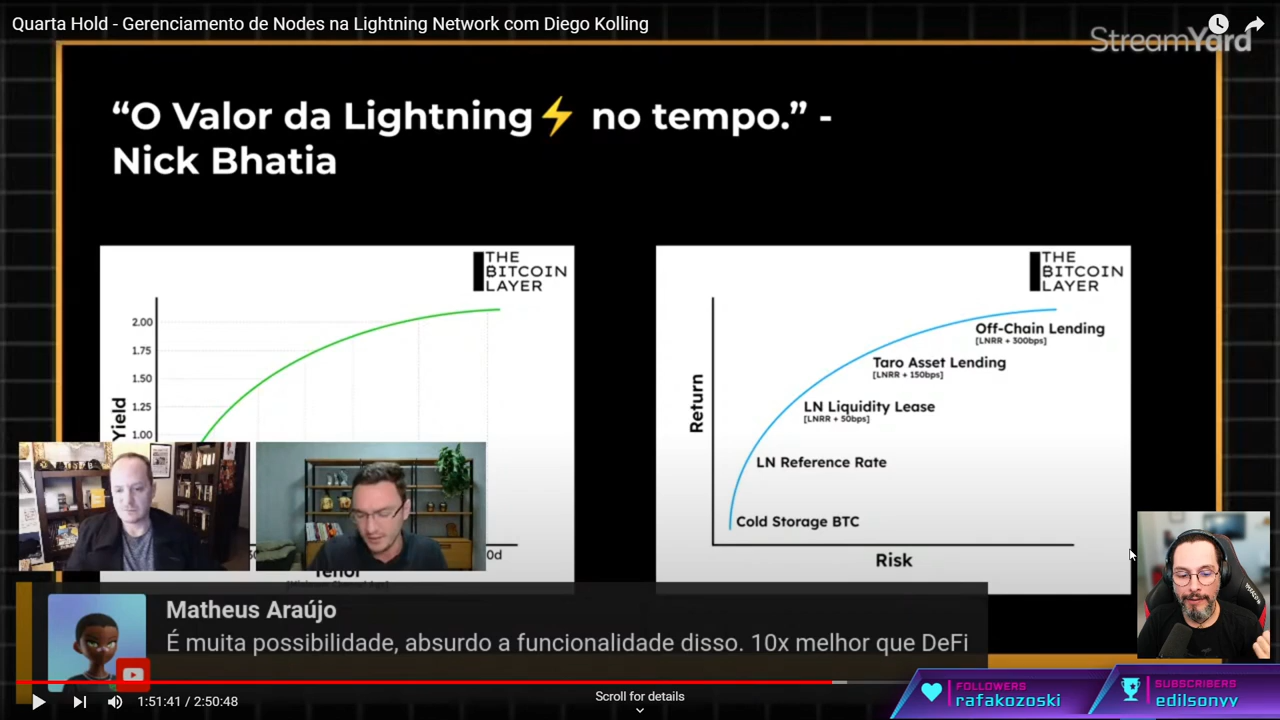 Quarta Hold - Gerenciamento de Nodes na Lightning Network com Diego Kolling
StreamYard
“O Valor da Lightning⚡ no tempo.” -
Nick Bhatia
THE
BITCOIN
LAYER
2.00
1.75
1.50
1.25
1.00
Yield
0d
Tenor
THE
BITCOIN
LAYER
Return
Off-Chain Lending
[LNRR + 300bps]
Taro Asset Lending
[LNRR + 150bps]
LN Liquidity Lease
[LNRR + 50bps]
LN Reference Rate
Cold Storage BTC
Risk
Matheus Araújo
É muita possibilidade, absurdo a funcionalidade disso. 10x melhor que DeFi
1:51:41 / 2:50:48
Scroll for details
FOLLOWERS
rafakozoski
SUBSCRIBERS
edilsonyy